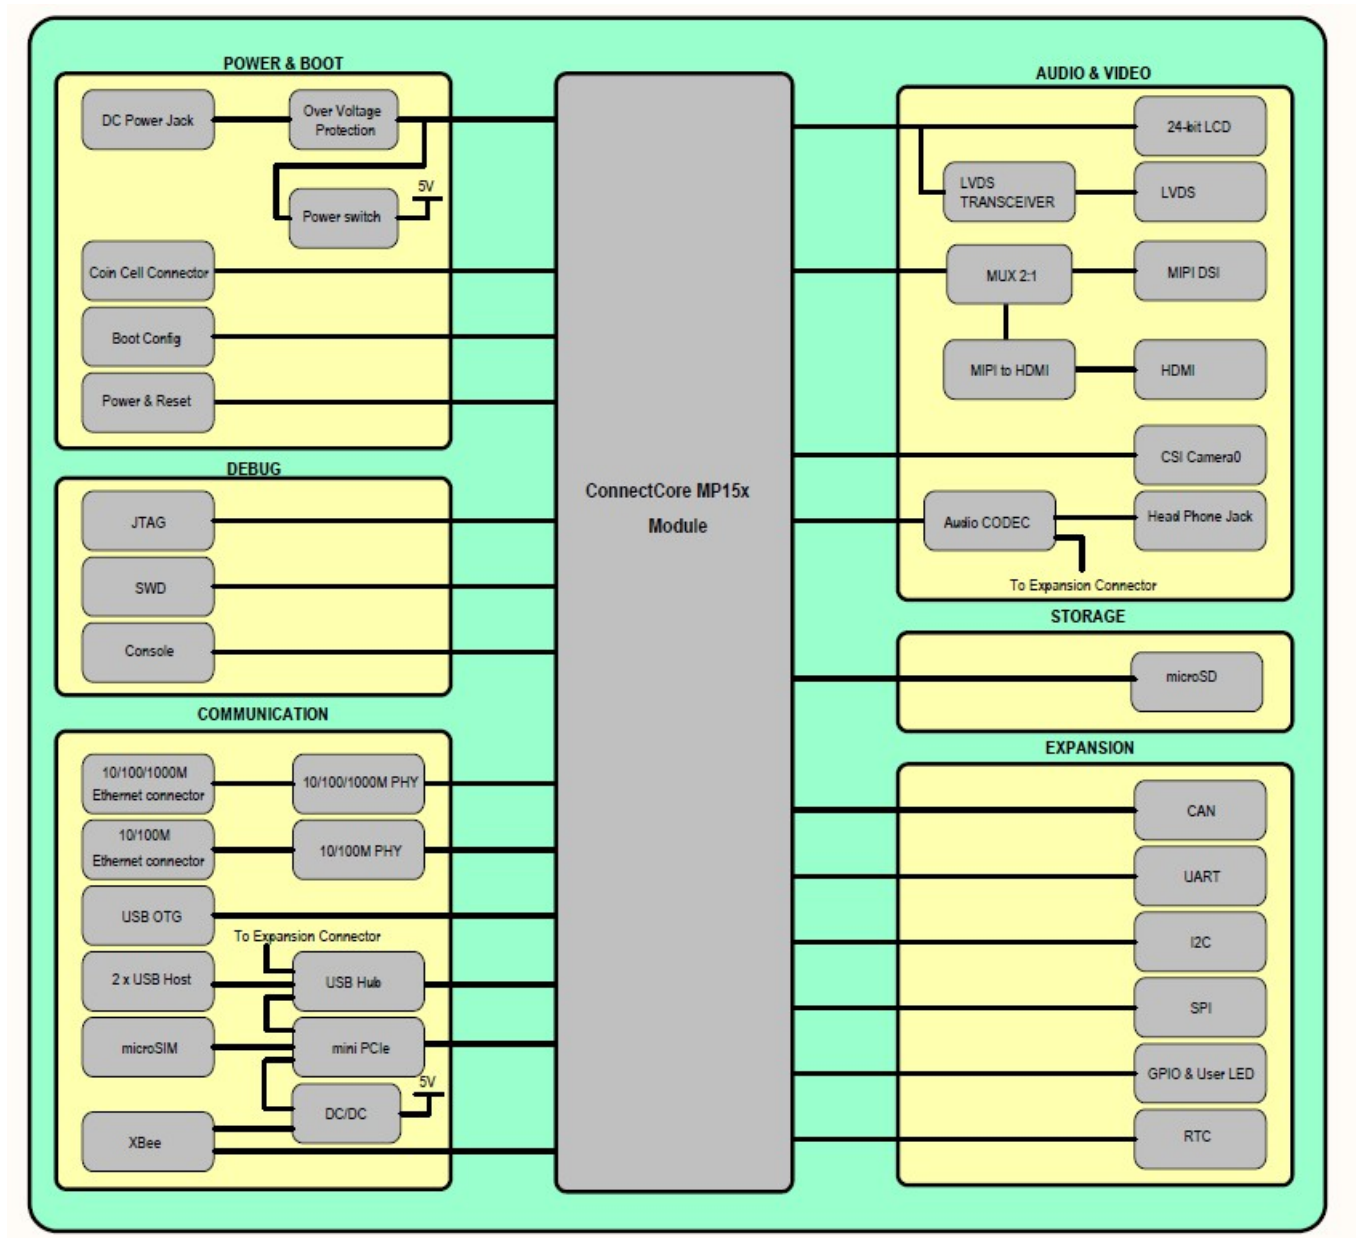 POWER & BOOT
DC Power Jack
Over Voltage
Protection
5V
Power switch
Coin Cell Connector
Boot Config
Power & Reset
DEBUG
JTAG
SWD
Console
COMMUNICATION
10/100/1000M
Ethernet connector
10/100/1000M PHY
10/100M
Ethernet connector
10/100M PHY
USB OTG
To Expansion Connector
2 x USB Host
USB Hub
microSIM
mini PCIe
5V
DC/DC
XBee
ConnectCore MP15x
Module
AUDIO & VIDEO
24-bit LCD
LVDS
TRANSCEIVER
LVDS
MUX 2:1
MIPI DSI
MIPI to HDMI
HDMI
CSI Camera0
Audio CODEC
Head Phone Jack
To Expansion Connector
STORAGE
microSD
EXPANSION
CAN
UART
I2C
SPI
GPIO & User LED
RTC